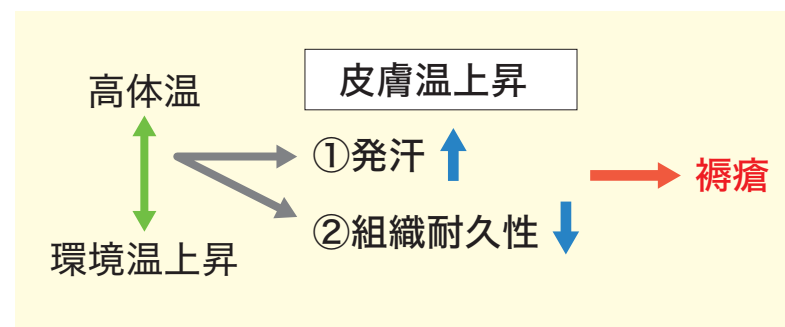 高体温
環境温上昇
皮膚温上昇
①発汗
②組織耐久性
褥瘡